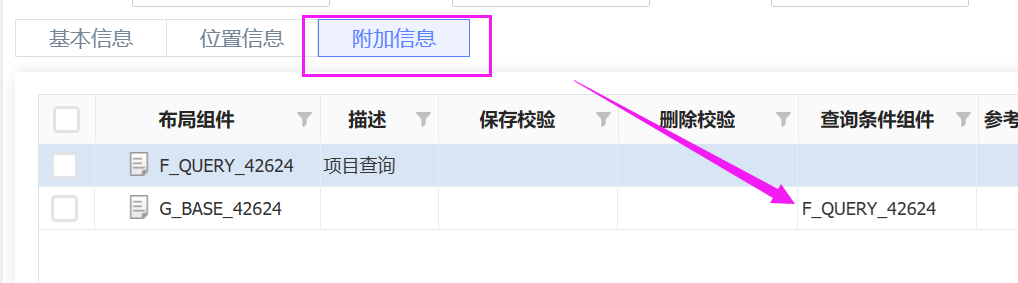 基本信息 位置信息 附加信息
布局组件 描述 保存校验 删除校验 查询条件组件 参考
F_QUERY_42624 项目查询
G_BASE_42624 F_QUERY_42624